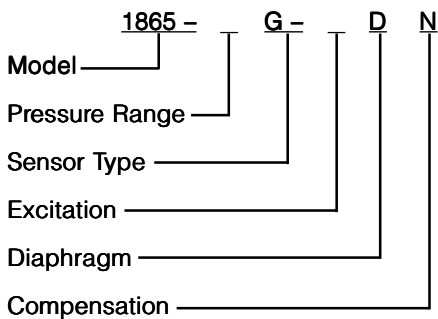 1865 – _ G – _ D N
Model
Pressure Range
Sensor Type
Excitation
Diaphragm
Compensation